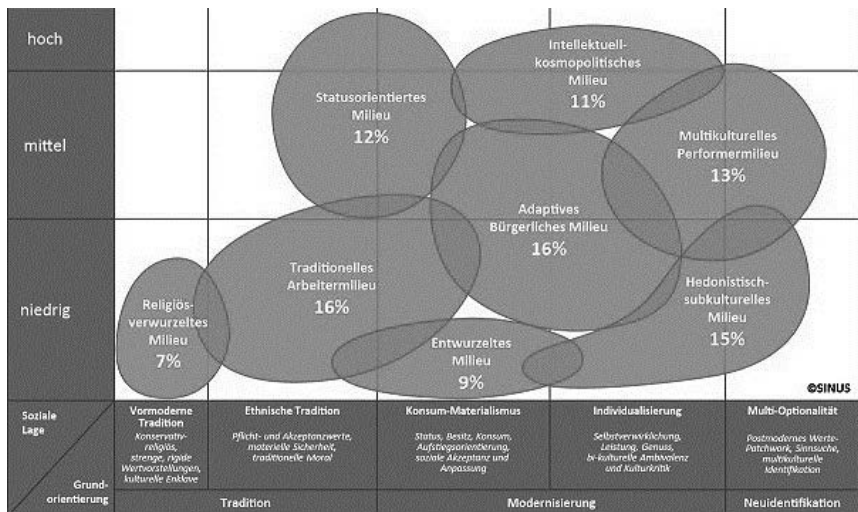 hoch
mittel
niedrig
Intellektuell-
kosmopolitisches
Milieu
11%
Statusorientiertes
Milieu
12%
Multikulturelles
Performermilieu
13%
Adaptives
Bürgerliches Milieu
16%
Traditionelles
Arbeitermilieu
16%
Religiös-
verwurzeltes
Milieu
7%
Hedonistisch-
subkulturelles
Milieu
15%
Entwurzeltes
Milieu
9%
©SINUS
Soziale
Lage
Grund-
orientierung
Vormoderne
Tradition
Konservativ-
religiös,
strenge, rigide
Wertvorstellungen,
kulturelle Enklave
Ethnische Tradition
Pflicht- und Akzeptanzwerte,
materielle Sicherheit,
traditionelle Moral
Konsum-Materialismus
Status, Besitz, Konsum,
Aufstiegsorientierung,
soziale Akzeptanz und
Anpassung
Individualisierung
Selbstverwirklichung,
Leistung, Genuss,
bi-kulturelle Ambivalenz
und Kulturkritik
Multi-Optionalität
Postmodernes Werte-
Patchwork, Sinnsuche,
multikulturelle
Identifikation
Tradition
Modernisierung
Neuidentifikation